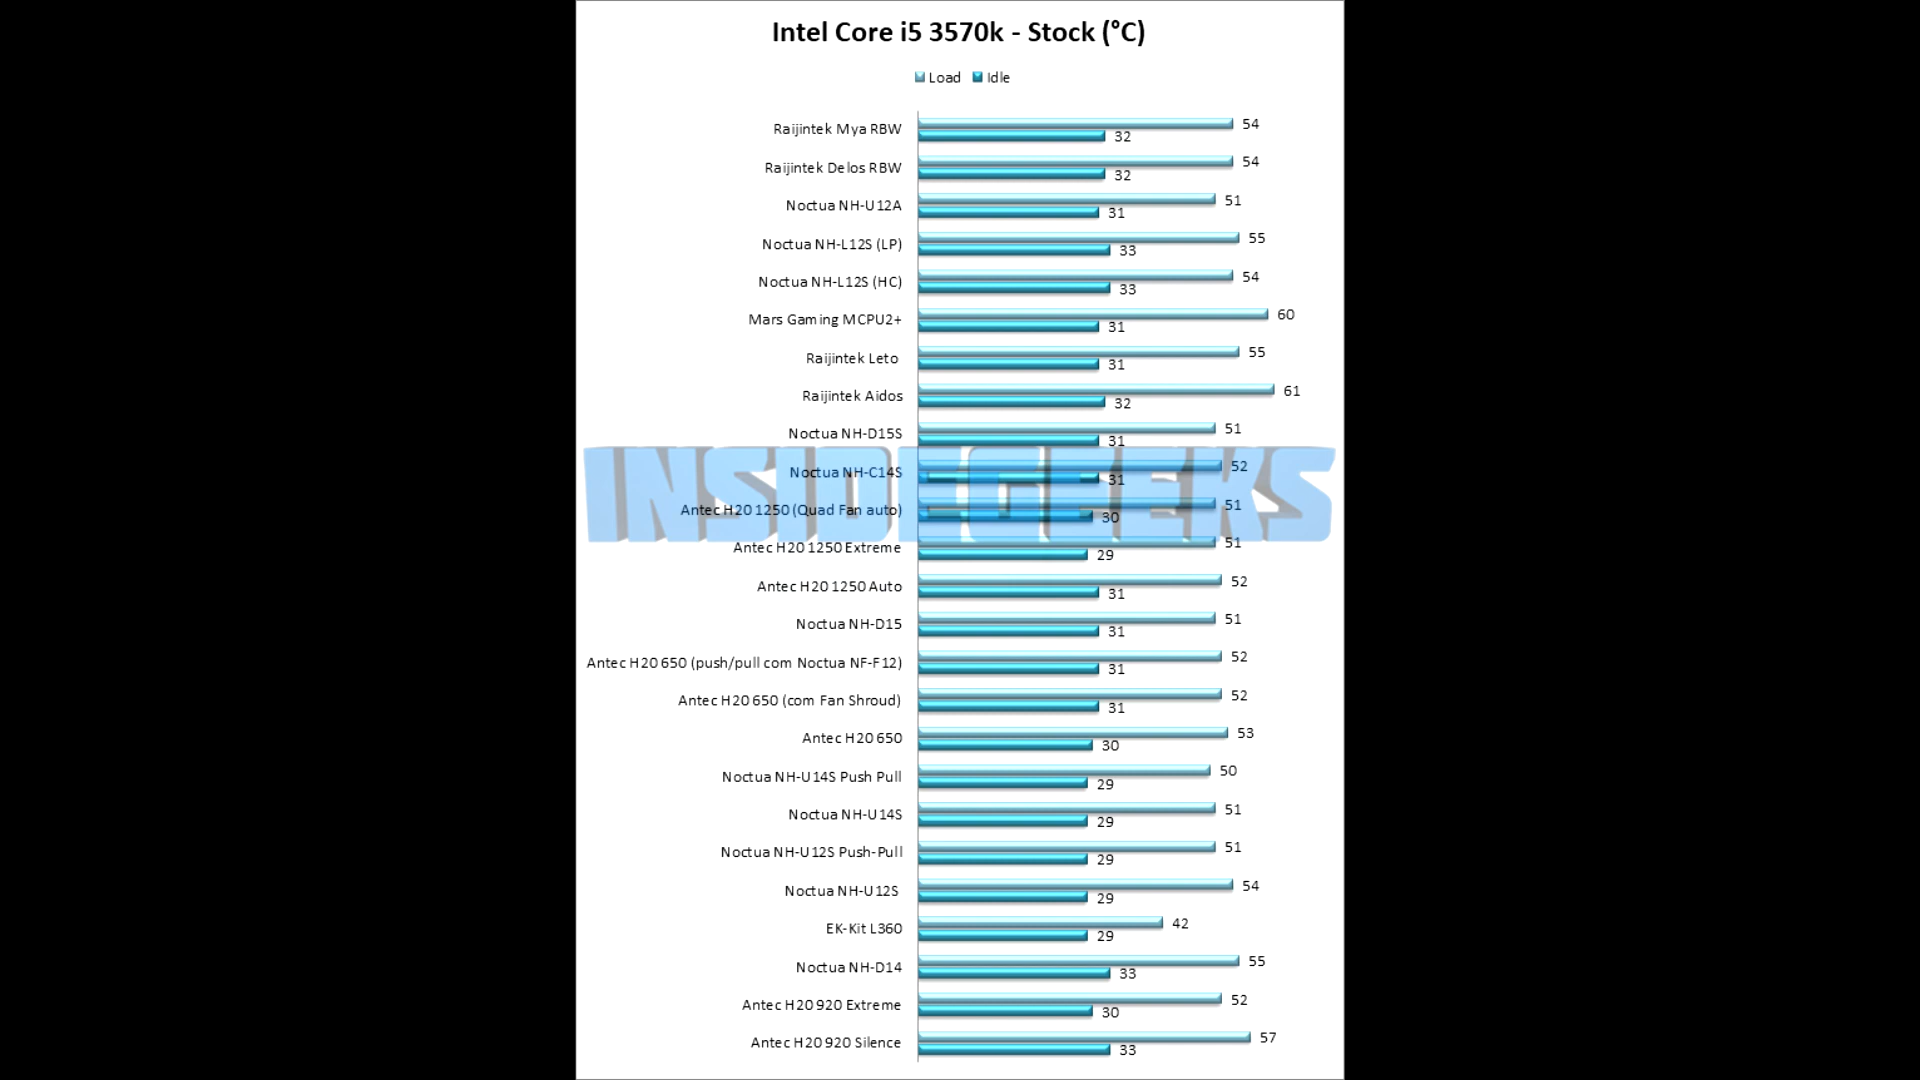 Intel Core i5 3570k - Stock (°C)
Load Idle
Raijintek Mya RBW 54 32
Raijintek Delos RBW 54 32
Noctua NH-U12A 51 31
Noctua NH-L12S (LP) 55 33
Noctua NH-L12S (HC) 54 33
Mars Gaming MCPU2+ 60 31
Raijintek Leto 55 31
Raijintek Aidos 61 32
Noctua NH-D15S 51 31
Noctua NH-C14S 52 31
INSIDEGEEKS
Antec H20 1250 (Quad Fan auto) 51 30
Antec H20 1250 Extreme 51 29
Antec H20 1250 Auto 52 31
Noctua NH-D15 51 31
Antec H20 650 (push/pull com Noctua NF-F12) 52 31
Antec H20 650 (com Fan Shroud) 52 31
Antec H20 650 53 30
Noctua NH-U14S Push Pull 50 29
Noctua NH-U14S 51 29
Noctua NH-U12S Push-Pull 51 29
Noctua NH-U12S 54 29
EK-Kit L360 42 29
Noctua NH-D14 55 33
Antec H20 920 Extreme 52 30
Antec H20 920 Silence 57 33